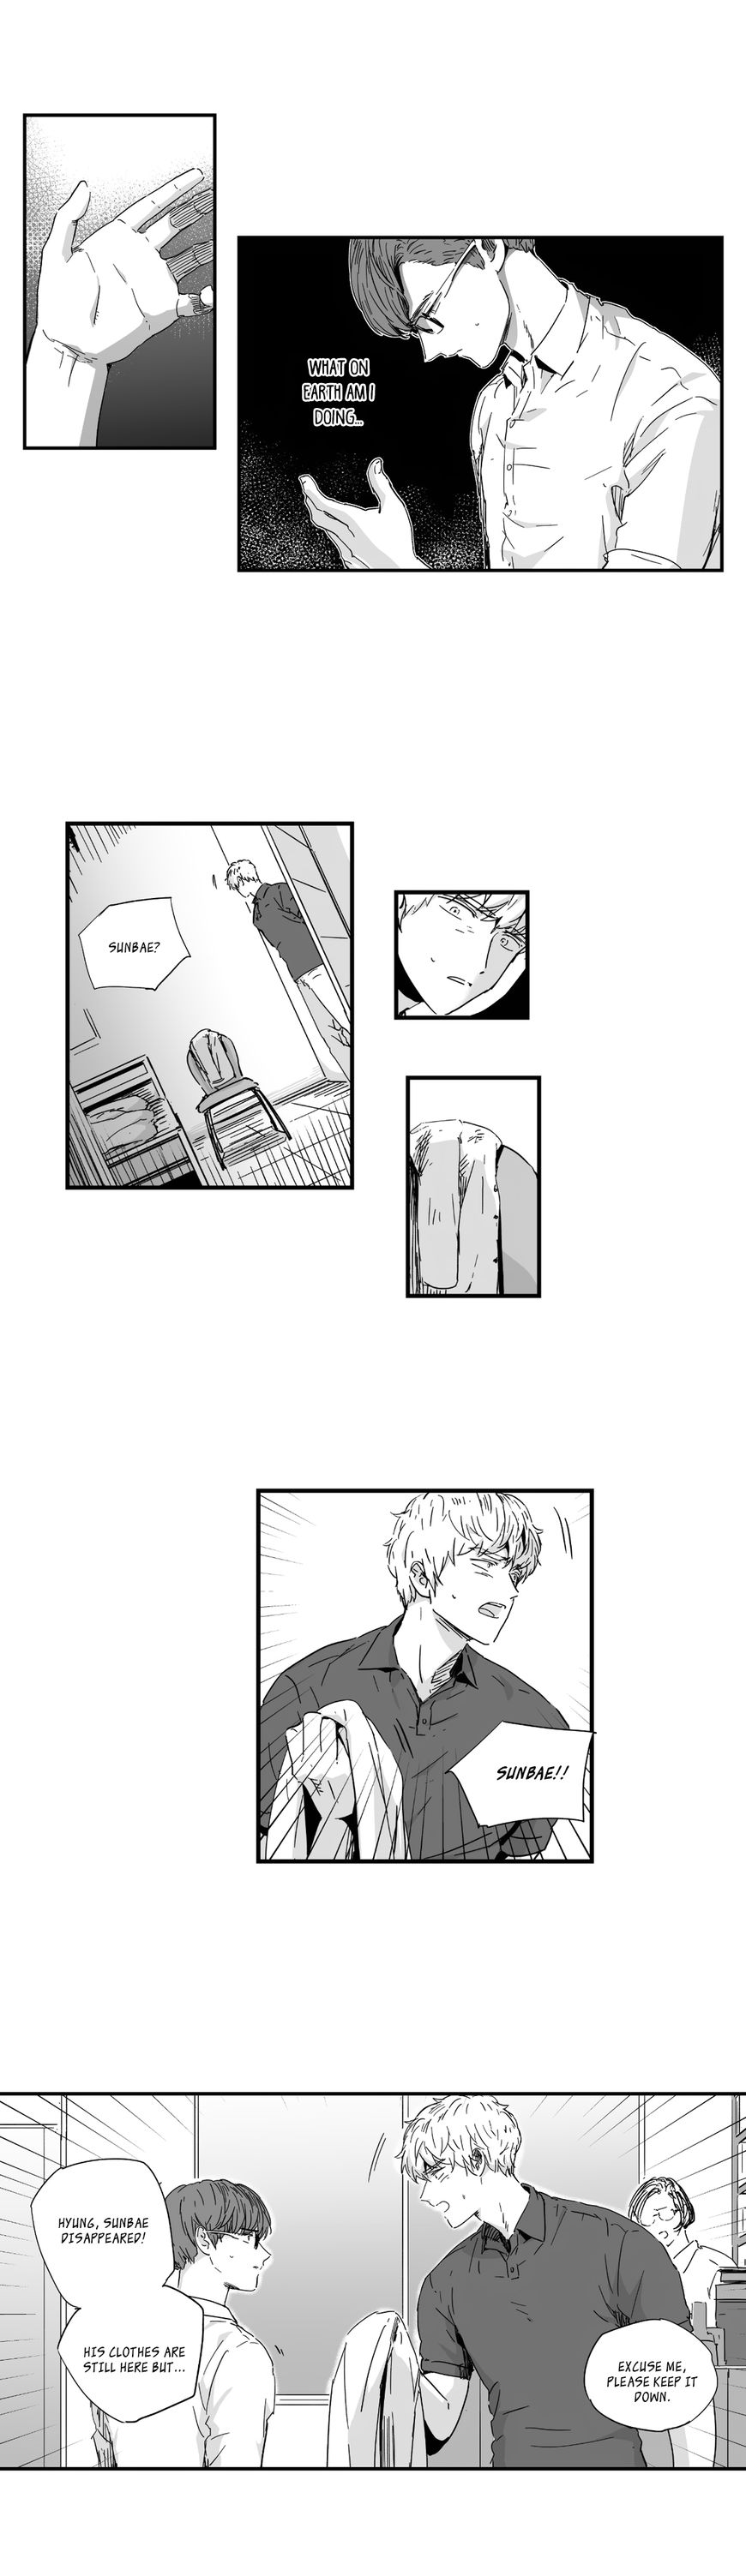 WHAT ON
EARTH AM I
DOING...
SUNBAE?
SUNBAE!!
HYUNG, SUNBAE
DISAPPEARED!
HIS CLOTHES ARE
STILL HERE BUT...
EXCUSE ME,
PLEASE KEEP IT
DOWN.